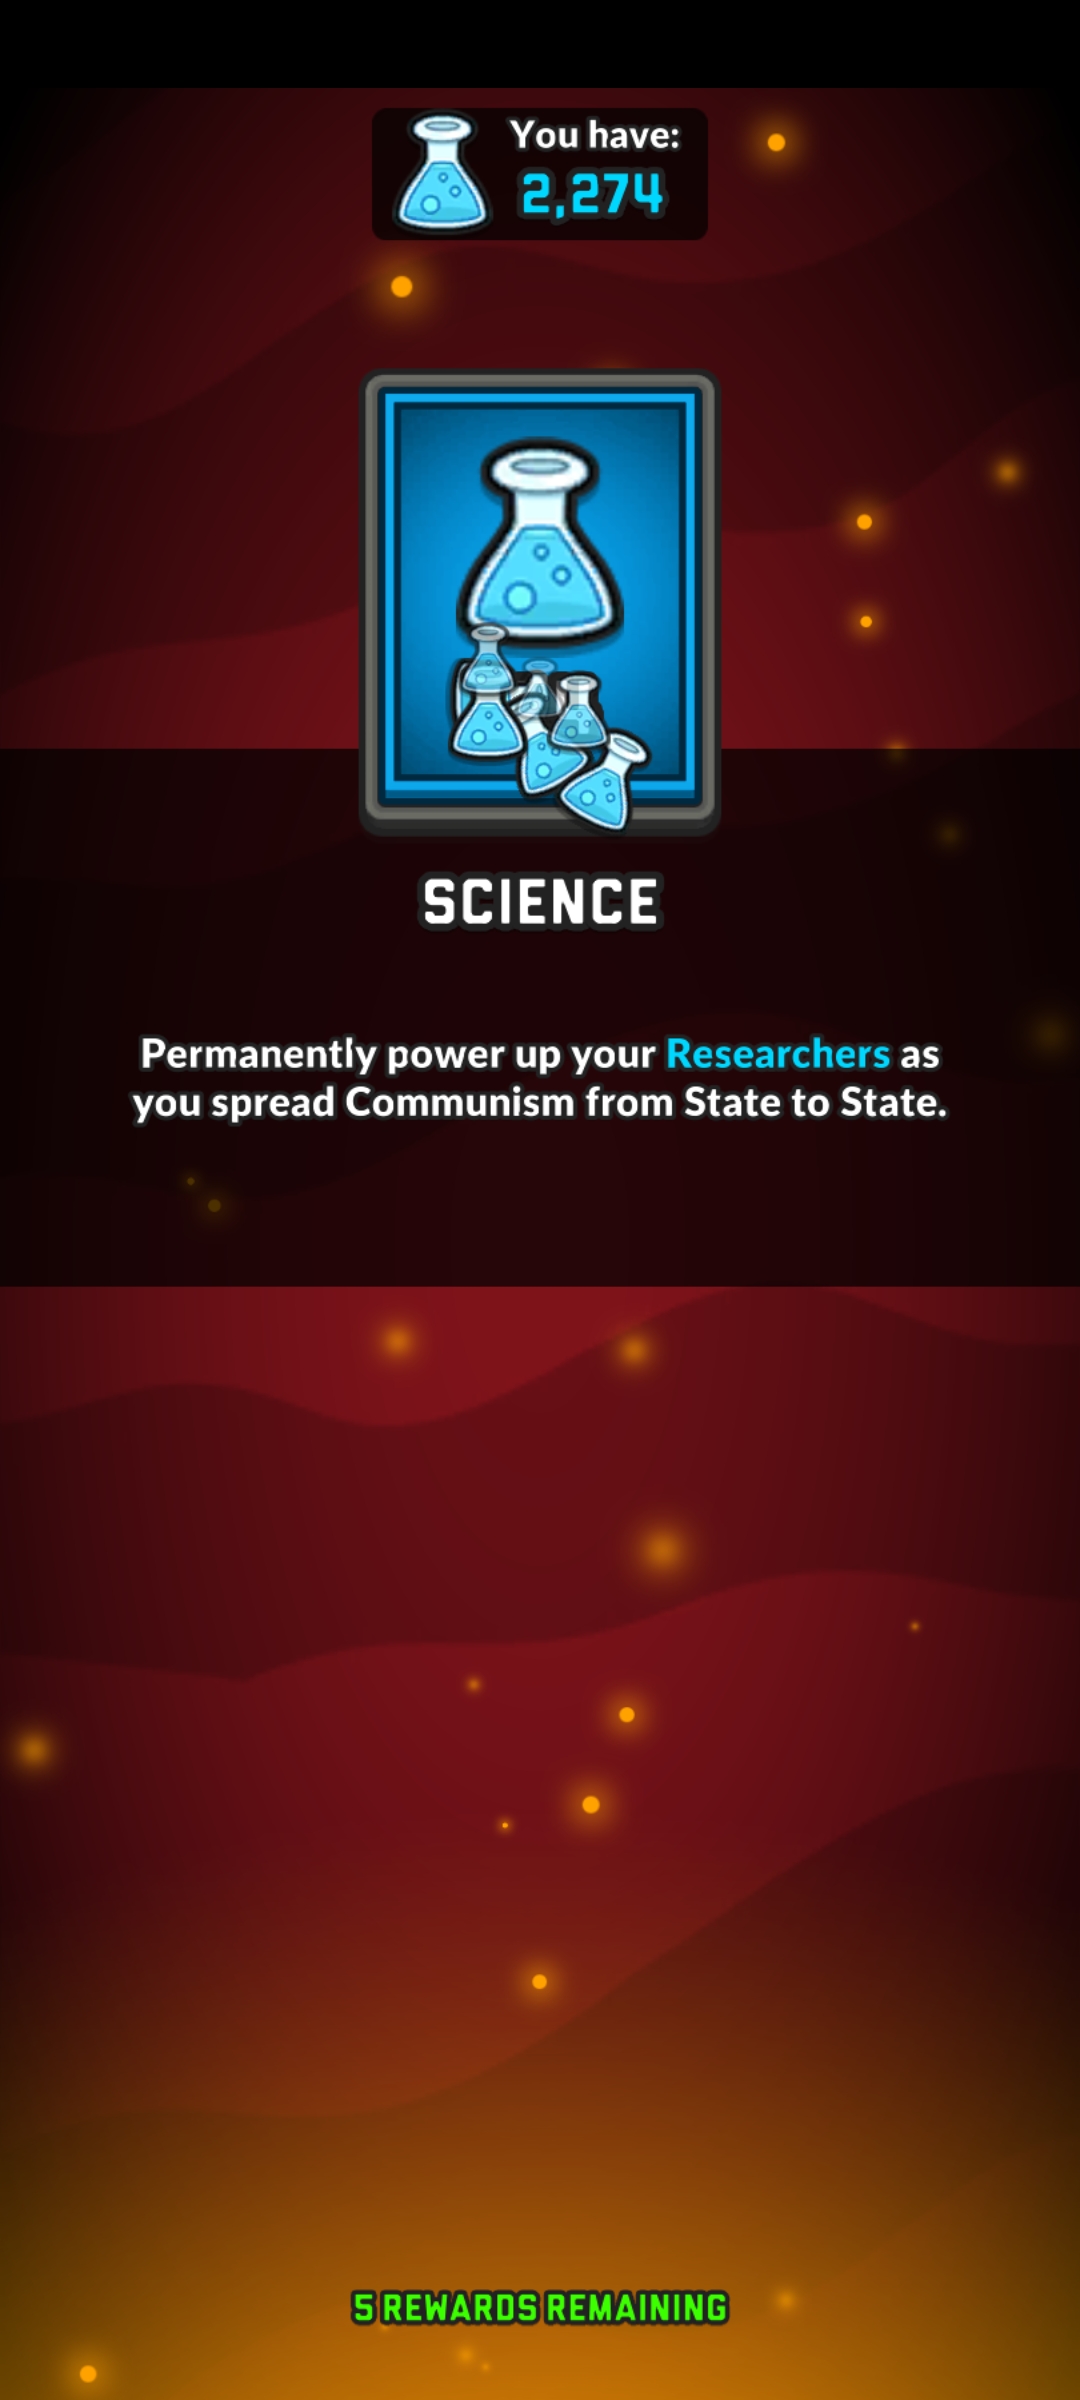 You have:
2,274
SCIENCE
Permanently power up your Researchers as
you spread Communism from State to State.
5 REWARDS REMAINING